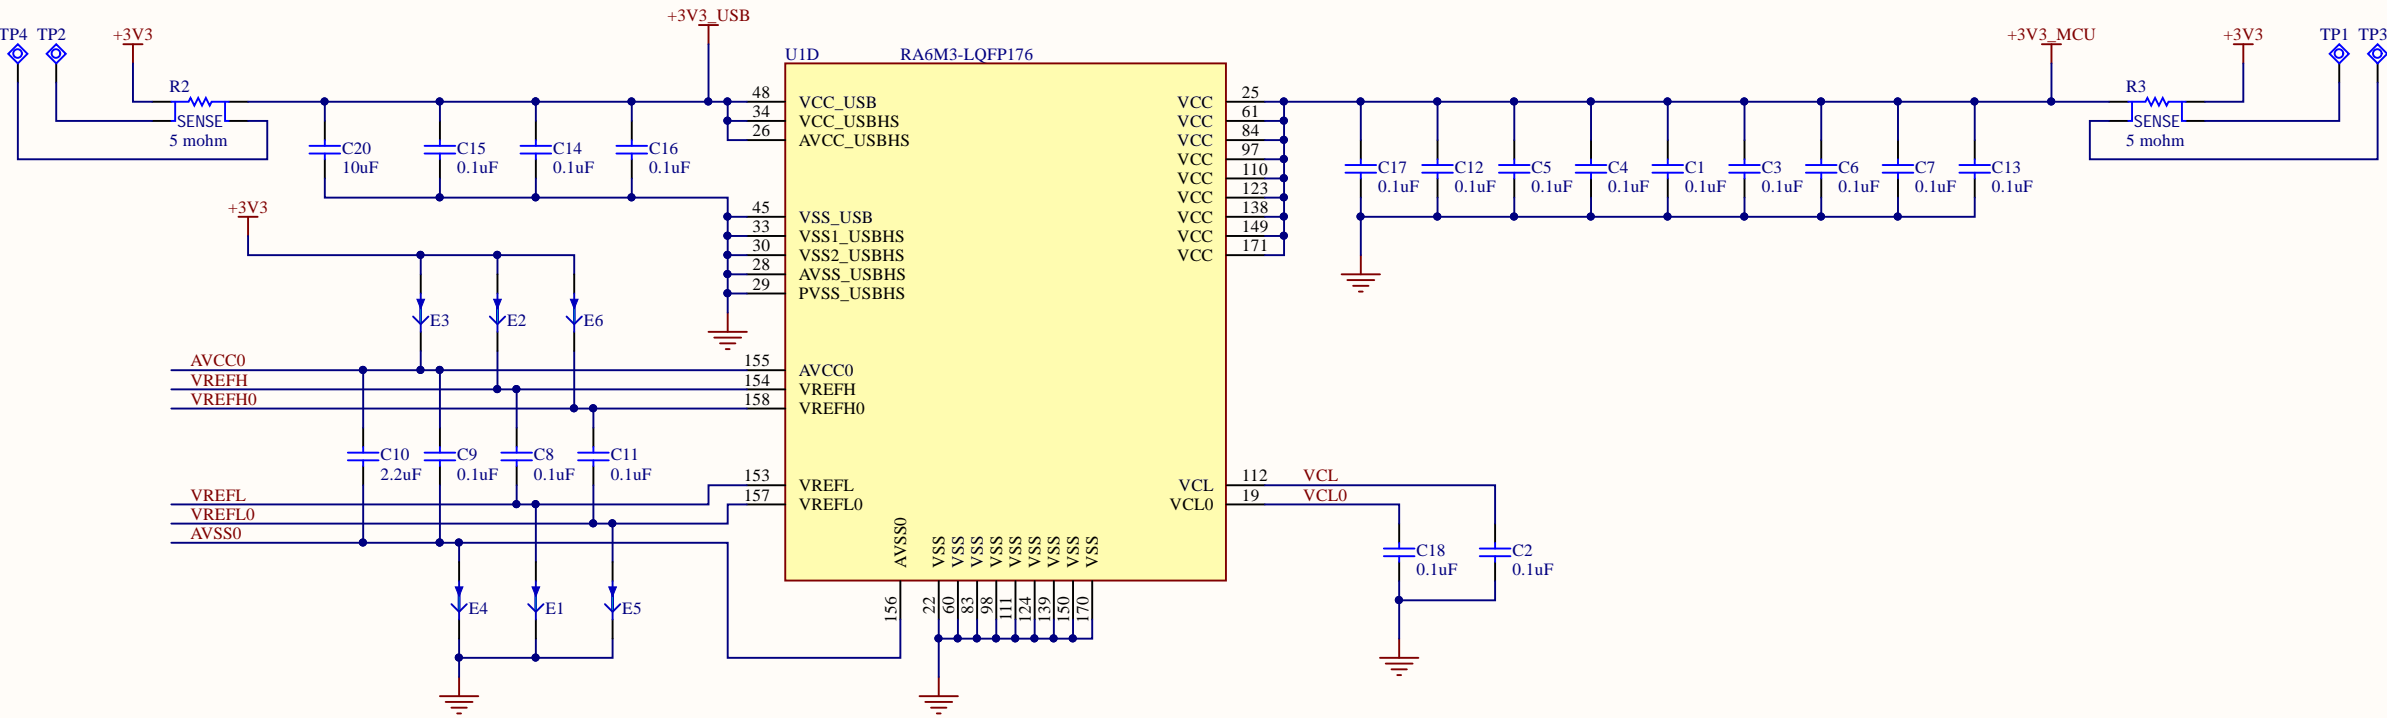 +3V3_USB
TP4 TP2 +3V3
+3V3_MCU +3V3 TP1 TP3
U1D RA6M3-LQFP176
R2
SENSE
5 mohm
R3
SENSE
5 mohm
C20
10uF
C15
0.1uF
C14
0.1uF
C16
0.1uF
48 VCC_USB
34 VCC_USBHS
26 AVCC_USBHS
45 VSS_USB
33 VSS1_USBHS
30 VSS2_USBHS
28 AVSS_USBHS
29 PVSS_USBHS
VCC 25
VCC 61
VCC 84
VCC 97
VCC 110
VCC 123
VCC 138
VCC 149
VCC 171
C17
0.1uF
C12
0.1uF
C5
0.1uF
C4
0.1uF
C1
0.1uF
C3
0.1uF
C6
0.1uF
C7
0.1uF
C13
0.1uF
+3V3
E3 E2 E6
AVCC0 155 AVCC0
VREFH 154 VREFH
VREFH0 158 VREFH0
C10
2.2uF
C9
0.1uF
C8
0.1uF
C11
0.1uF
VREFL 153 VREFL
VREFL0 157 VREFL0
AVSS0
E4 E1 E5
VCL 112 VCL
VCL0 19 VCL0
C18
0.1uF
C2
0.1uF
AVSS0 VSS VSS VSS VSS VSS VSS VSS VSS VSS
156 22 60 83 98 111 124 139 150 170